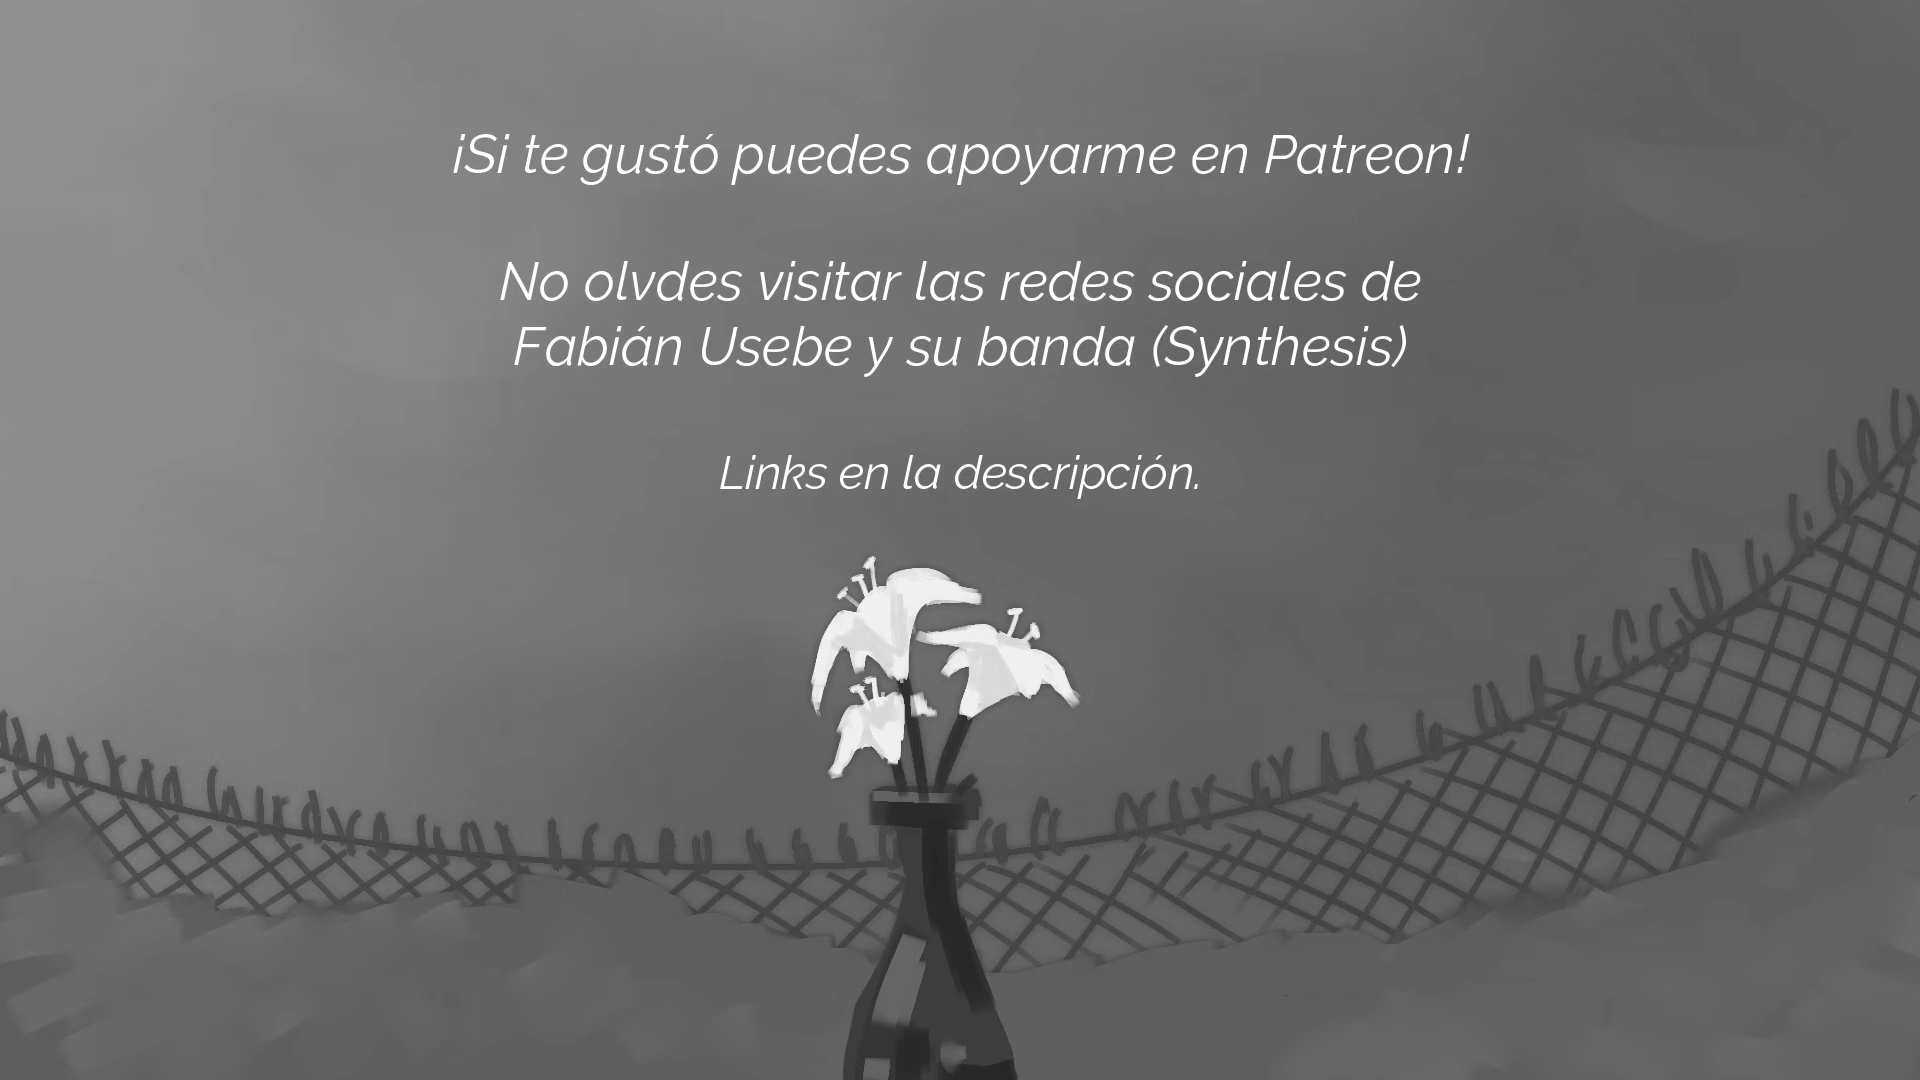 ¡Si te gustó puedes apoyarme en Patreon!
No olvdes visitar las redes sociales de
Fabián Usebe y su banda (Synthesis)
Links en la descripción.